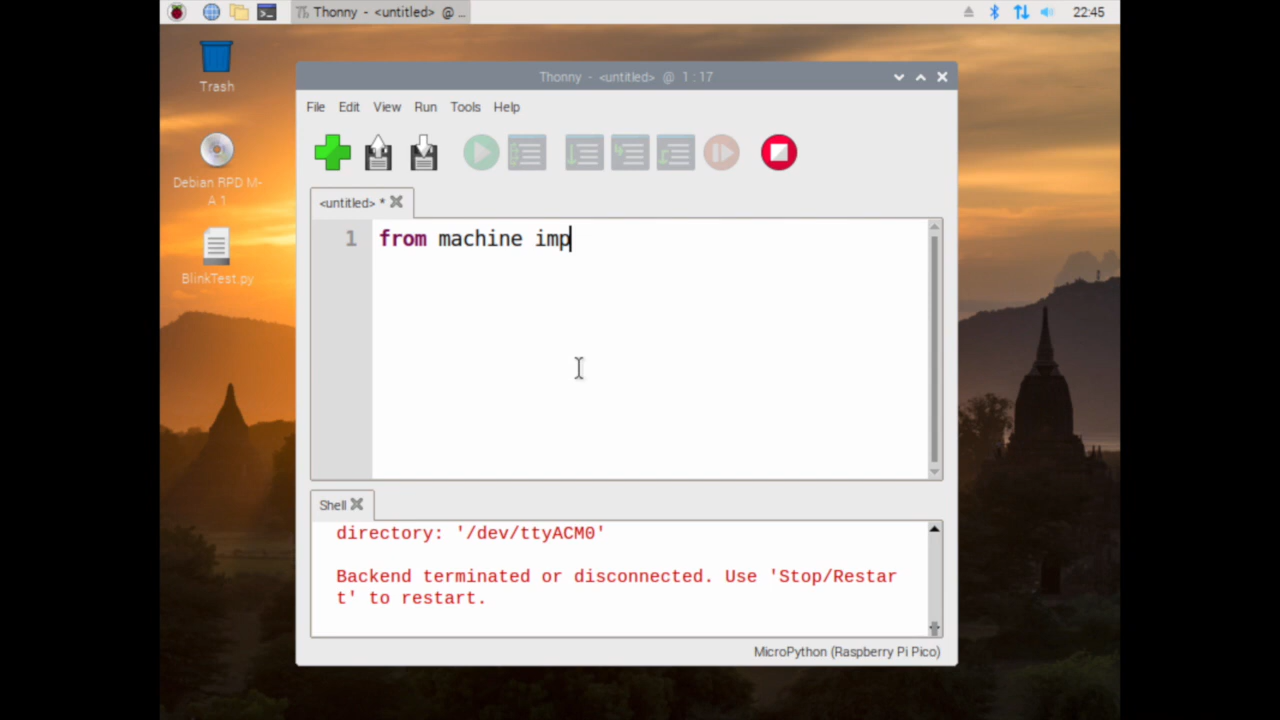 Thonny - <untitled> @ ...
22:45
Trash
Debian RPD M-
A 1
BlinkTest.py
Thonny - <untitled> @ 1 : 17
File Edit View Run Tools Help
<untitled> *
1 from machine imp
Shell
directory: '/dev/ttyACM0'
Backend terminated or disconnected. Use 'Stop/Restar
t' to restart.
MicroPython (Raspberry Pi Pico)